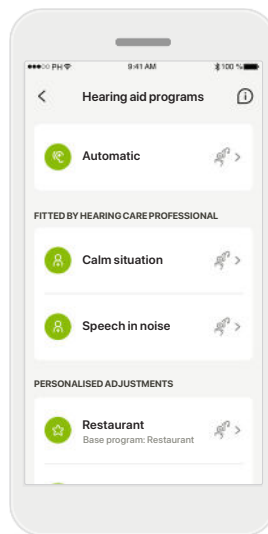 PH 9:41 AM 100 %
Hearing aid programs
Automatic
FITTED BY HEARING CARE PROFESSIONAL
Calm situation
Speech in noise
PERSONALISED ADJUSTMENTS
Restaurant
Base program: Restaurant